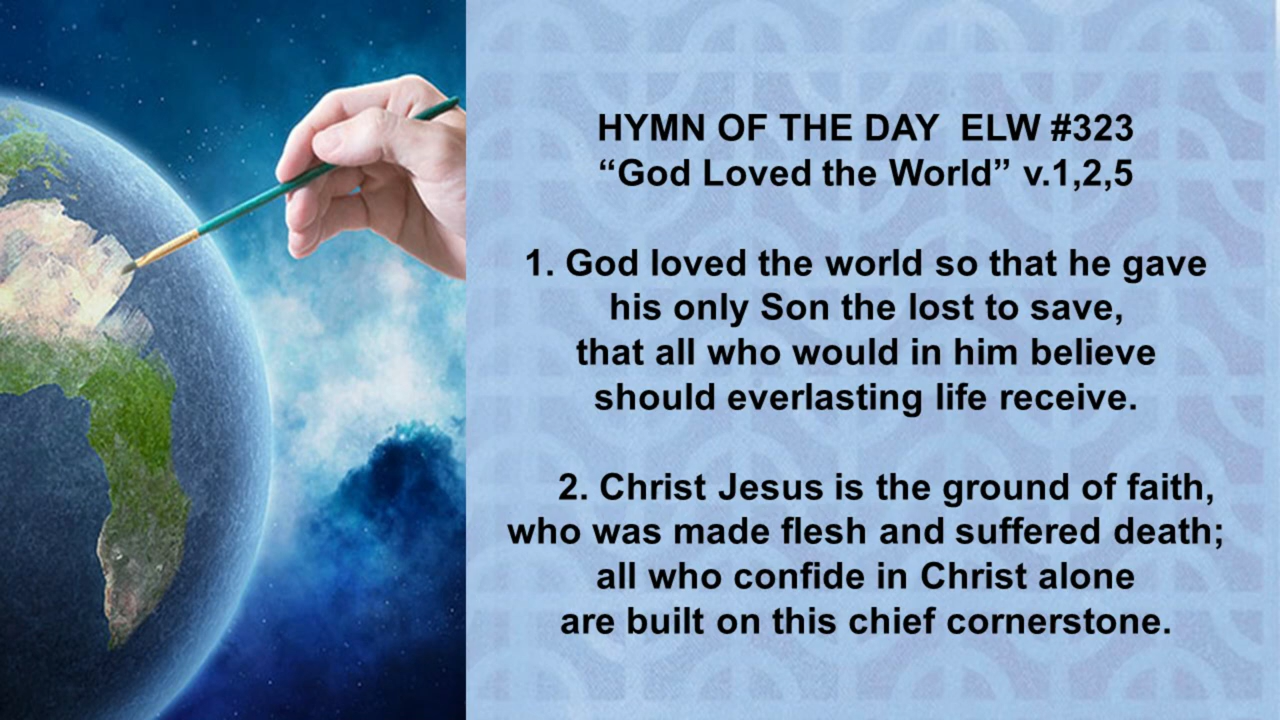 HYMN OF THE DAY  ELW #323
“God Loved the World” v.1,2,5
1. God loved the world so that he gave
his only Son the lost to save,
that all who would in him believe
should everlasting life receive.
2. Christ Jesus is the ground of faith,
who was made flesh and suffered death;
all who confide in Christ alone
are built on this chief cornerstone.